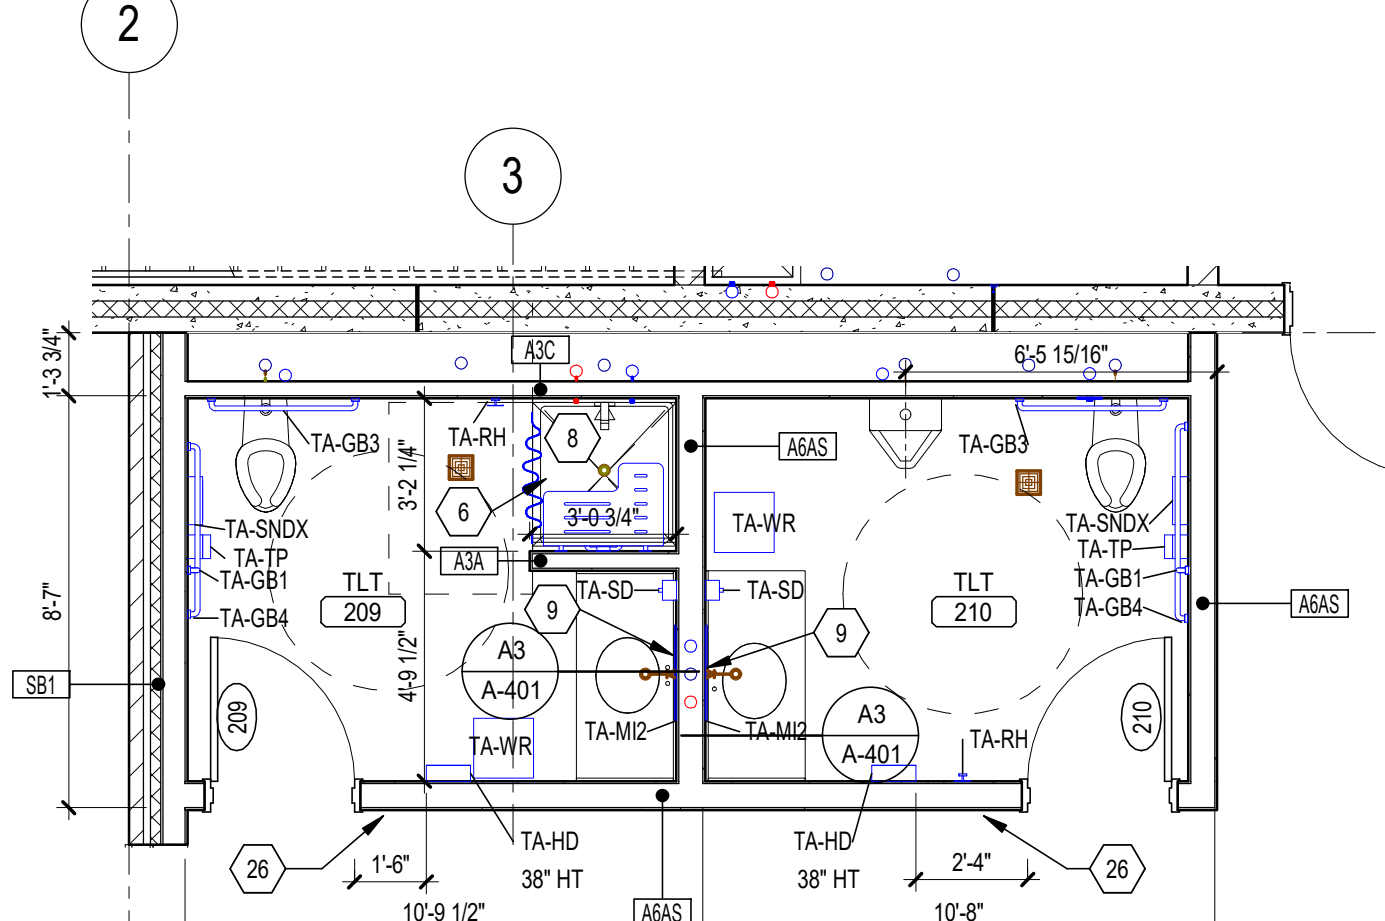 2
3
1'-3 3/4"
A3C
6'-5 15/16"
TA-GB3
TA-RH
8
A6AS
TA-GB3
3'-2 1/4"
6
3'-0 3/4"
TA-WR
TA-SNDX
TA-SNDX
TA-TP
A3A
TA-TP
TA-GB1
TLT
TA-SD
TA-SD
TLT
TA-GB1
8'-7"
209
9
210
TA-GB4
A6AS
TA-GB4
9
A3
A-401
4'-9 1/2"
SB1
209
TA-MI2
TA-MI2
A3
A-401
210
TA-WR
TA-RH
TA-HD
38" HT
TA-HD
38" HT
26
1'-6"
2'-4"
26
10'-9 1/2"
A6AS
10'-8"